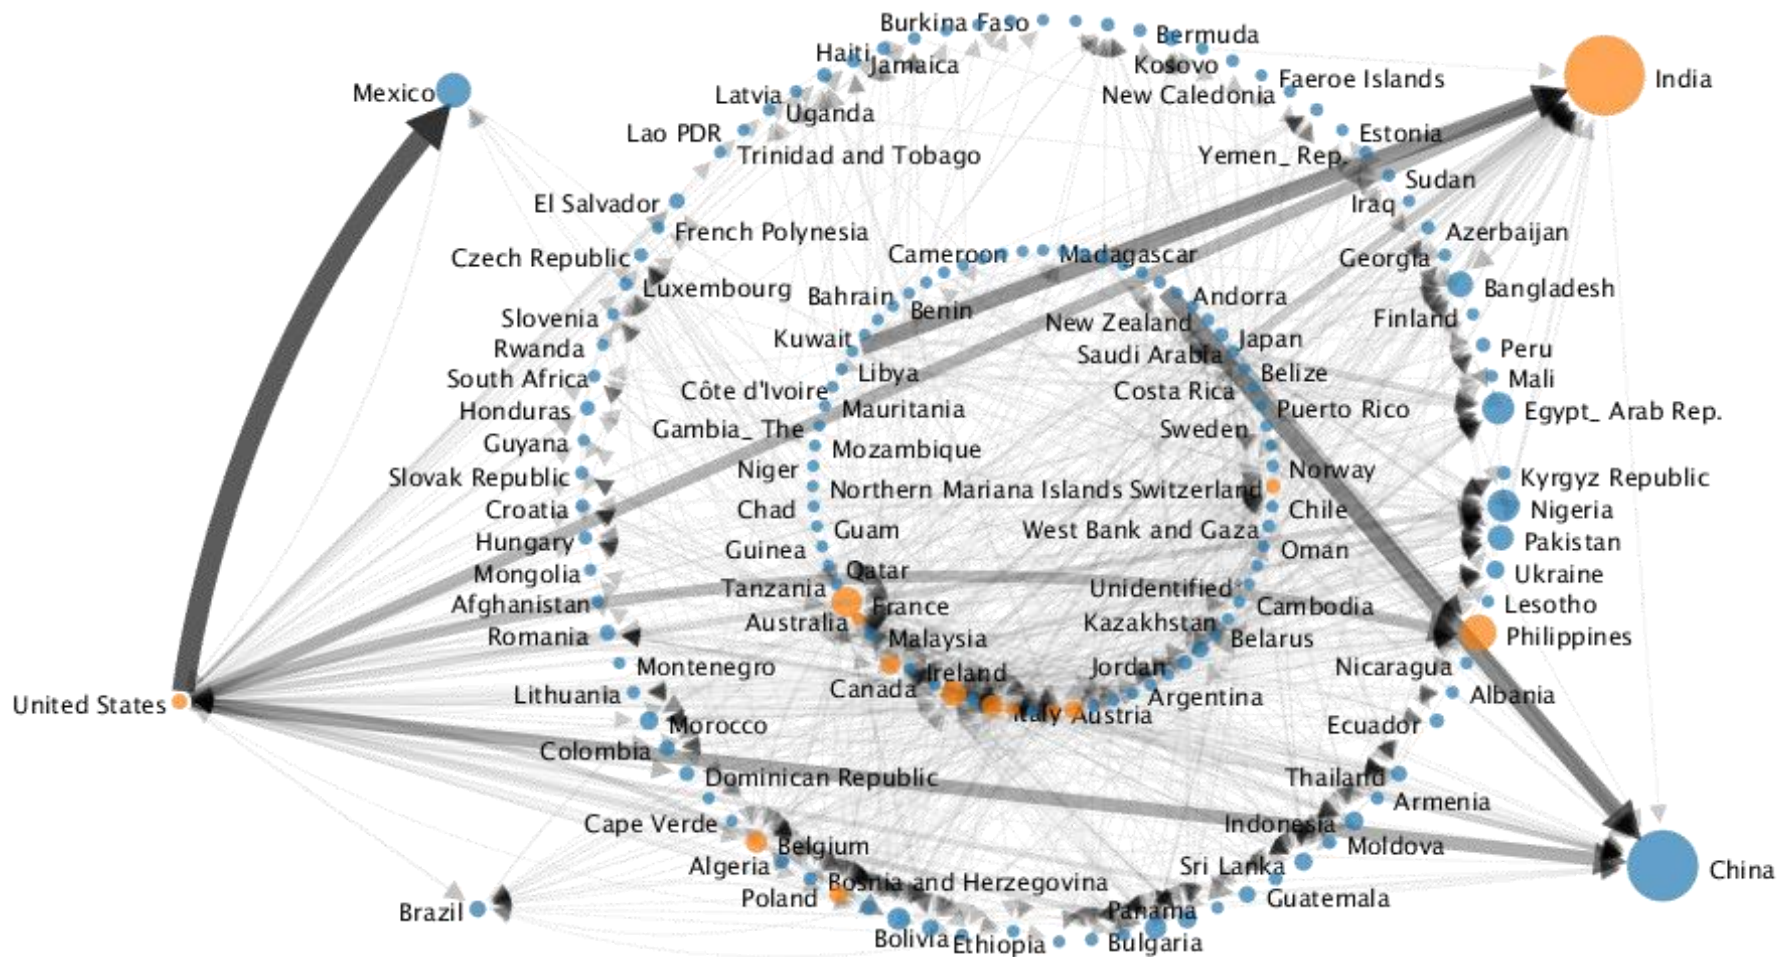 Burkina Faso
Bermuda
Haiti
Jamaica
Kosovo
Mexico
India
Faeroe Islands
Latvia
New Caledonia
Uganda
Lao PDR
Estonia
Trinidad and Tobago
Yemen_ Rep.
Sudan
El Salvador
Iraq
French Polynesia
Azerbaijan
Czech Republic
Cameroon
Madagascar
Georgia
Luxembourg
Bahrain
Andorra
Bangladesh
Benin
Slovenia
New Zealand
Finland
Kuwait
Japan
Rwanda
Saudi Arabia
Peru
Libya
Belize
South Africa
Mali
Côte d'Ivoire
Costa Rica
Honduras
Mauritania
Puerto Rico
Egypt_ Arab Rep.
Gambia_ The
Sweden
Guyana
Mozambique
Niger
Norway
Slovak Republic
Kyrgyz Republic
Northern Mariana Islands
Switzerland
Croatia
Chad
Chile
Nigeria
Guam
West Bank and Gaza
Hungary
Guinea
Oman
Pakistan
Mongolia
Qatar
Ukraine
Tanzania
Unidentified
Afghanistan
France
Cambodia
Lesotho
Australia
Kazakhstan
Romania
Malaysia
Belarus
Philippines
Montenegro
Ireland
Jordan
Nicaragua
Lithuania
Canada
Argentina
Albania
United States
Italy
Austria
Morocco
Ecuador
Colombia
Dominican Republic
Thailand
Armenia
Cape Verde
Indonesia
Belgium
Moldova
Algeria
Sri Lanka
China
Bosnia and Herzegovina
Poland
Guatemala
Brazil
Panama
Bolivia
Ethiopia
Bulgaria